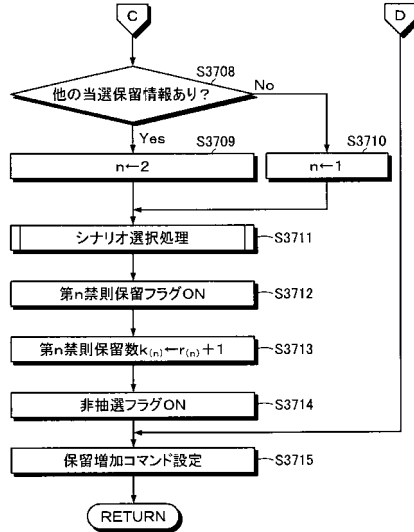 C
D
S3708
他の当選保留情報あり?
No
Yes
S3709
S3710
n←2
n←1
シナリオ選択処理
S3711
第n禁則保留フラグON
S3712
第n禁則保留数k(n)←r(n)+1
S3713
非抽選フラグON
S3714
保留増加コマンド設定
S3715
RETURN